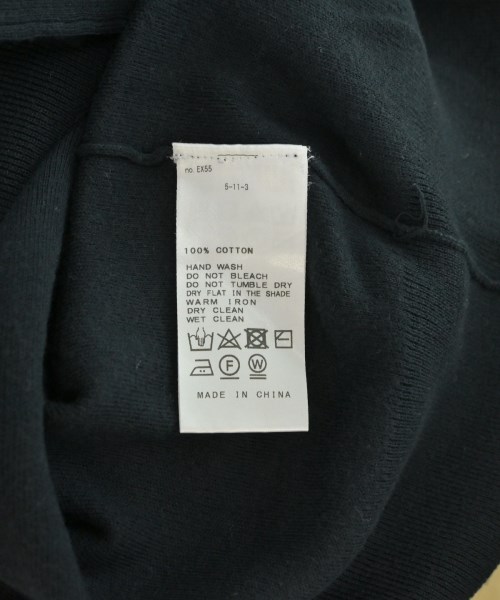 no. EX55
5-11-3
100% COTTON
HAND WASH
DO NOT BLEACH
DO NOT TUMBLE DRY
DRY FLAT IN THE SHADE
WARM IRON
DRY CLEAN
WET CLEAN
F W
MADE IN CHINA